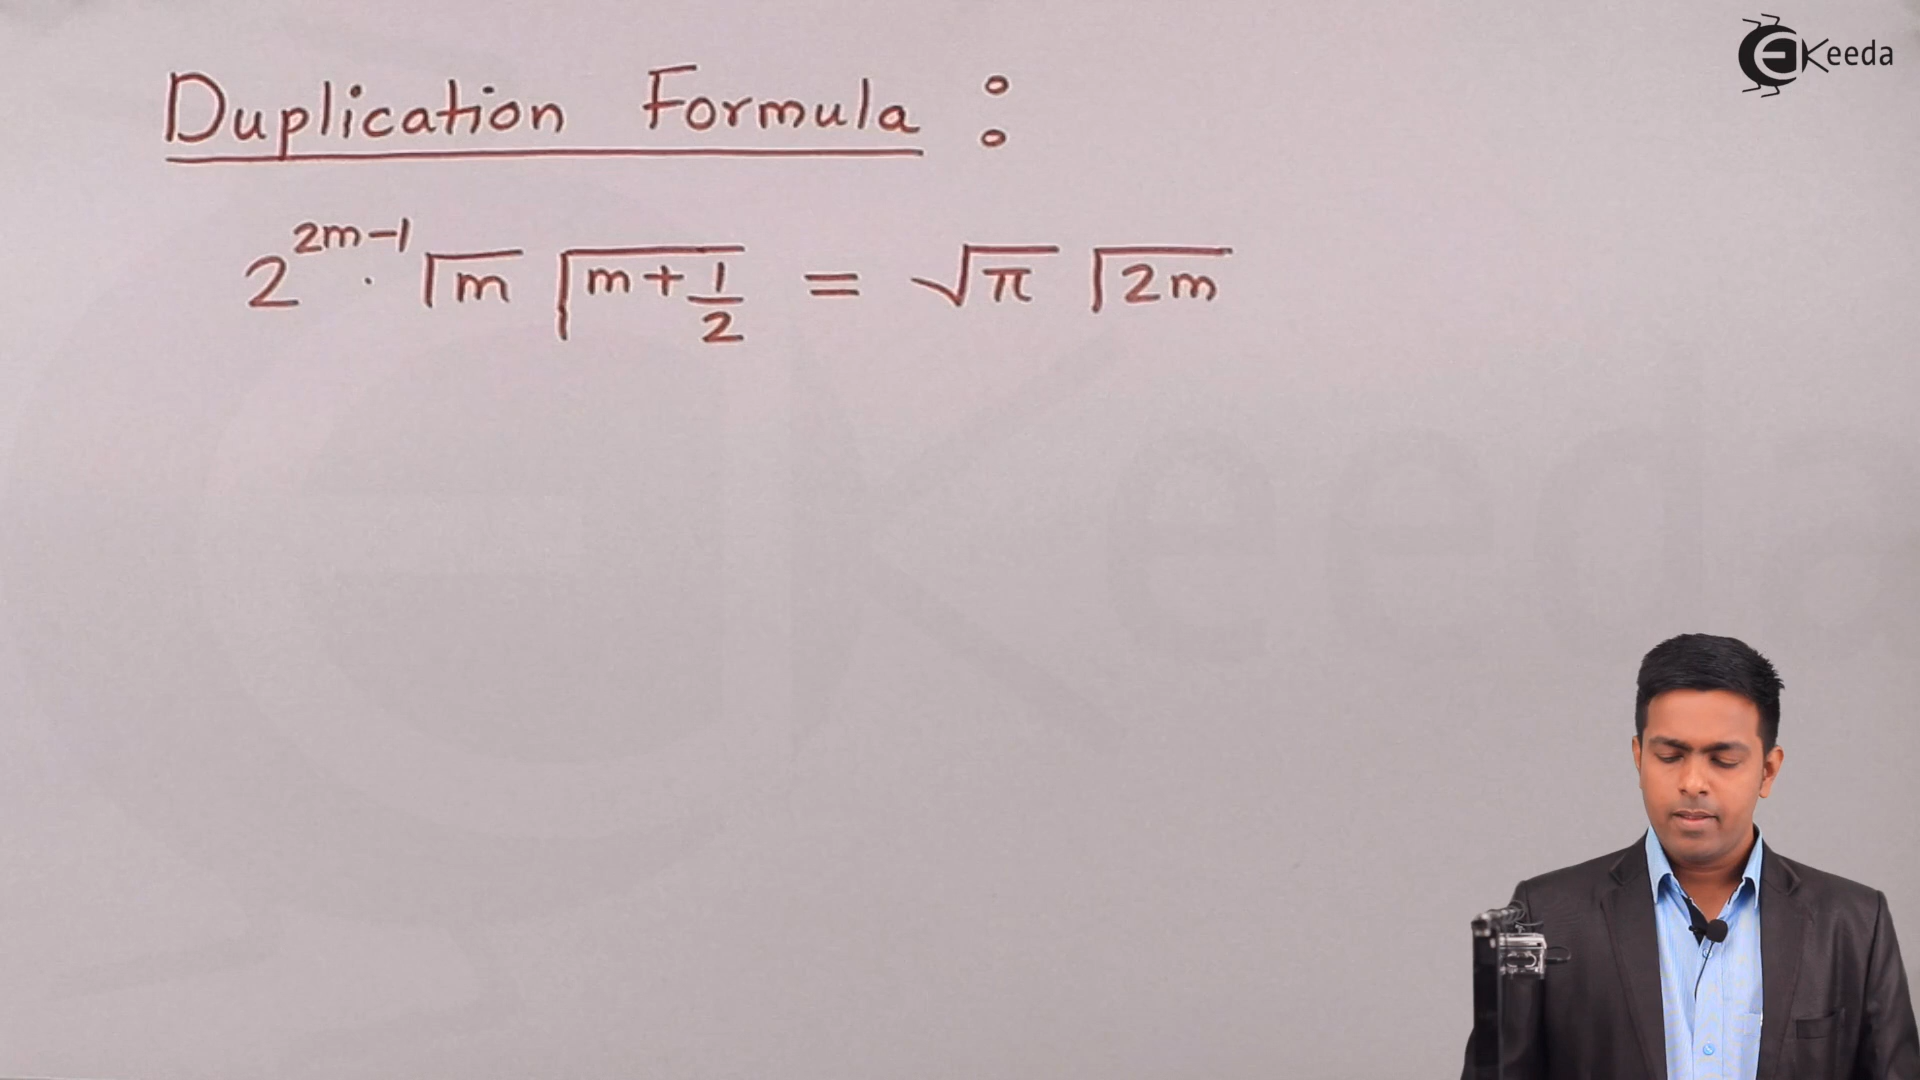 eKeeda
Duplication Formula :
2^{2m-1} · Γm Γ(m+1/2) = √π Γ2m